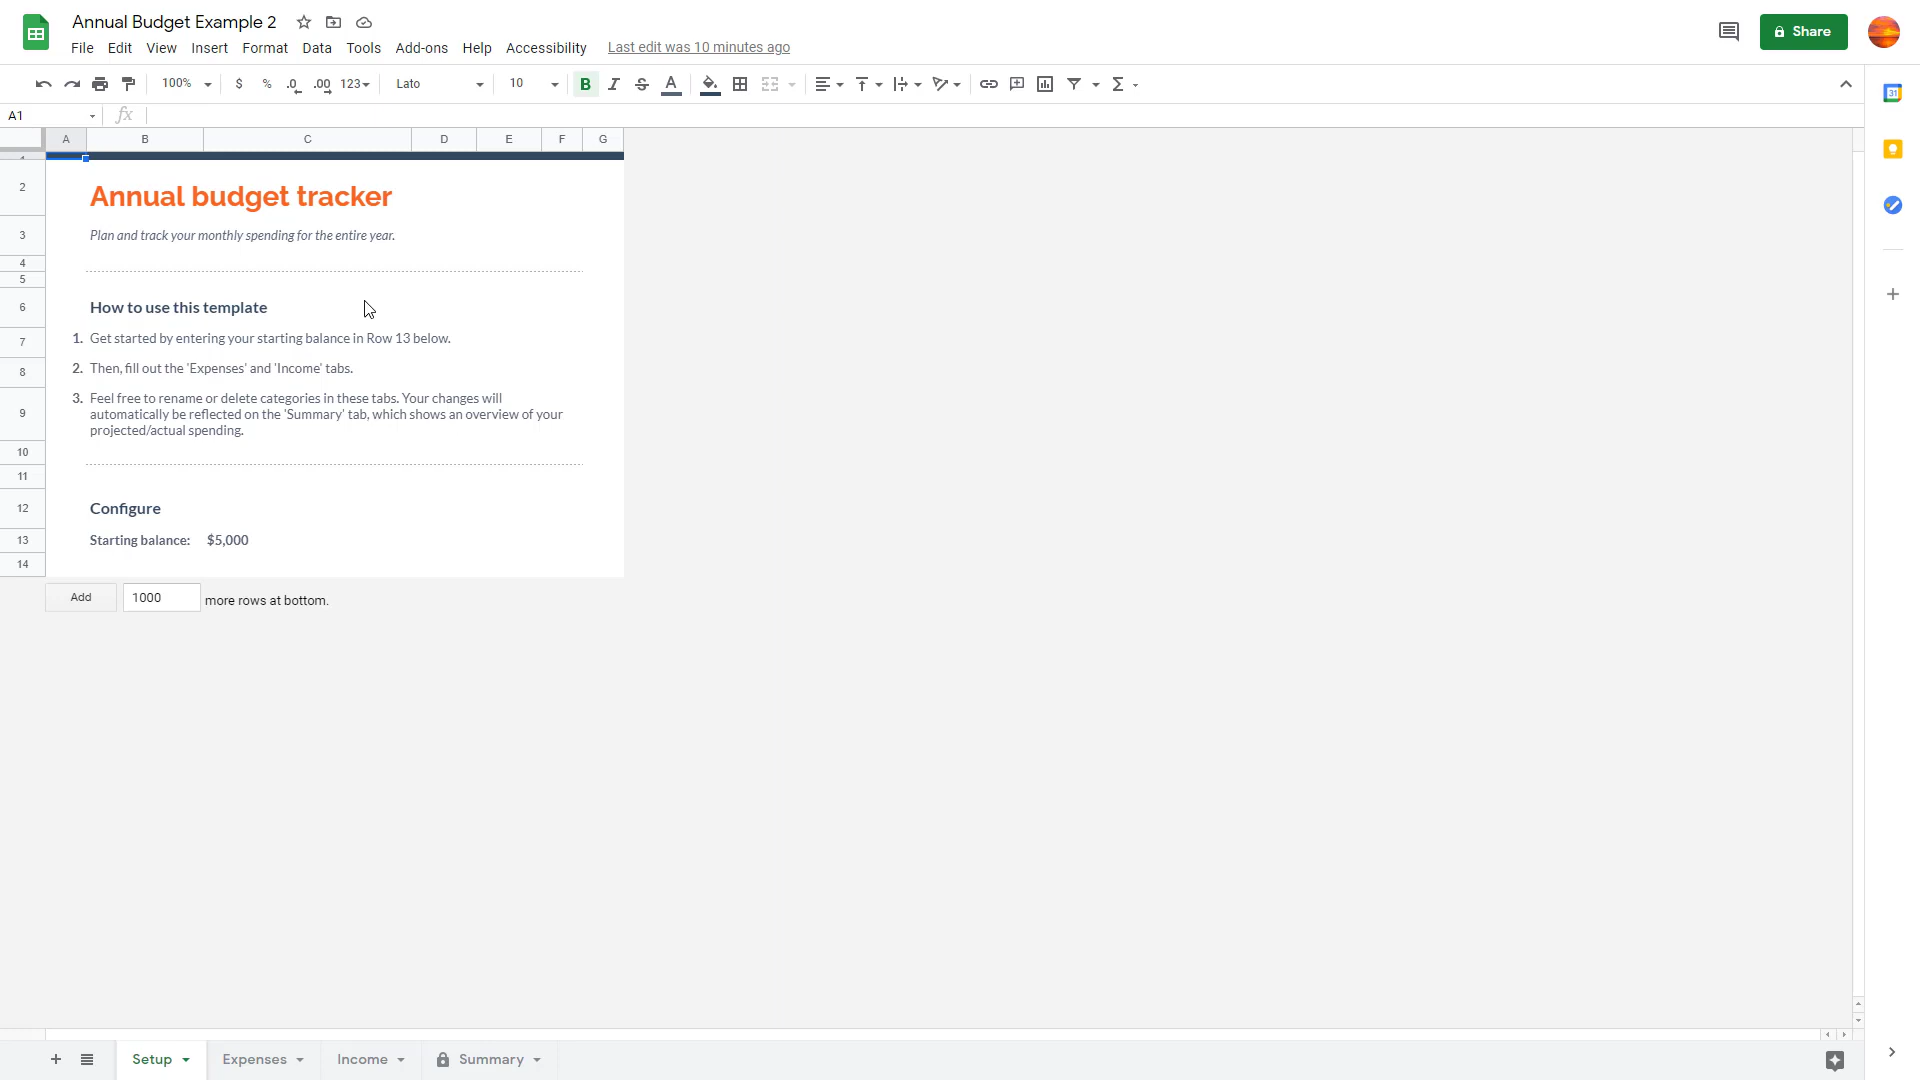 Annual Budget Example 2
Share
File Edit View Insert Format Data Tools Add-ons Help Accessibility Last edit was 10 minutes ago
100% $ % .0 .00 123 Lato 10 B I S A Σ
31
A1 fx
A B C D E F G
1
2 Annual budget tracker
3 Plan and track your monthly spending for the entire year.
4
5
6 How to use this template
7 1. Get started by entering your starting balance in Row 13 below.
8 2. Then, fill out the 'Expenses' and 'Income' tabs.
3. Feel free to rename or delete categories in these tabs. Your changes will
9 automatically be reflected on the 'Summary' tab, which shows an overview of your
projected/actual spending.
10
11
12 Configure
13 Starting balance: $5,000
14
Add 1000 more rows at bottom.
Setup Expenses Income Summary